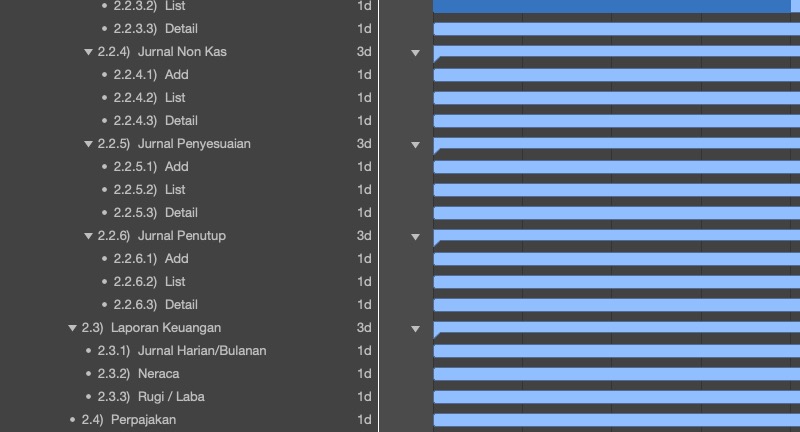 2.2.3.2) List 1d
2.2.3.3) Detail 1d
2.2.4) Jurnal Non Kas 3d
2.2.4.1) Add 1d
2.2.4.2) List 1d
2.2.4.3) Detail 1d
2.2.5) Jurnal Penyesuaian 3d
2.2.5.1) Add 1d
2.2.5.2) List 1d
2.2.5.3) Detail 1d
2.2.6) Jurnal Penutup 3d
2.2.6.1) Add 1d
2.2.6.2) List 1d
2.2.6.3) Detail 1d
2.3) Laporan Keuangan 3d
2.3.1) Jurnal Harian/Bulanan 1d
2.3.2) Neraca 1d
2.3.3) Rugi / Laba 1d
2.4) Perpajakan 1d